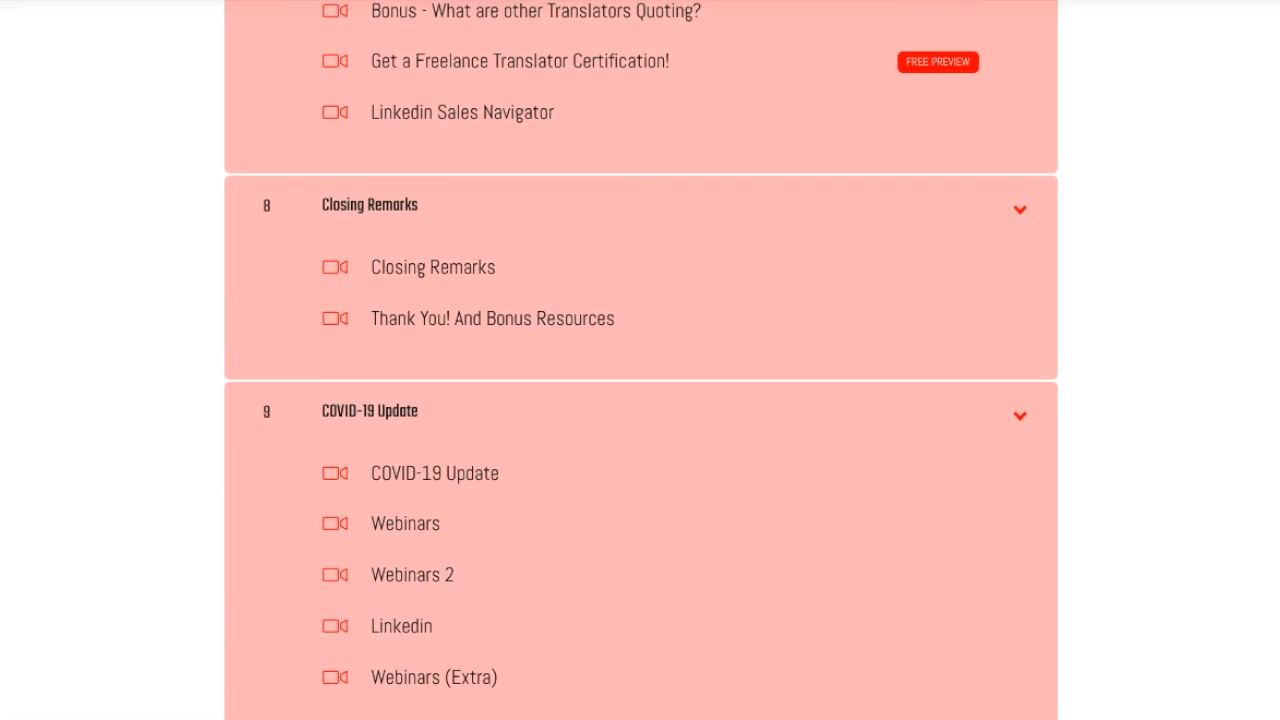 Bonus - What are other Translators Quoting?
Get a Freelance Translator Certification!
FREE PREVIEW
Linkedin Sales Navigator
8
Closing Remarks
Closing Remarks
Thank You! And Bonus Resources
9
COVID-19 Update
COVID-19 Update
Webinars
Webinars 2
Linkedin
Webinars (Extra)